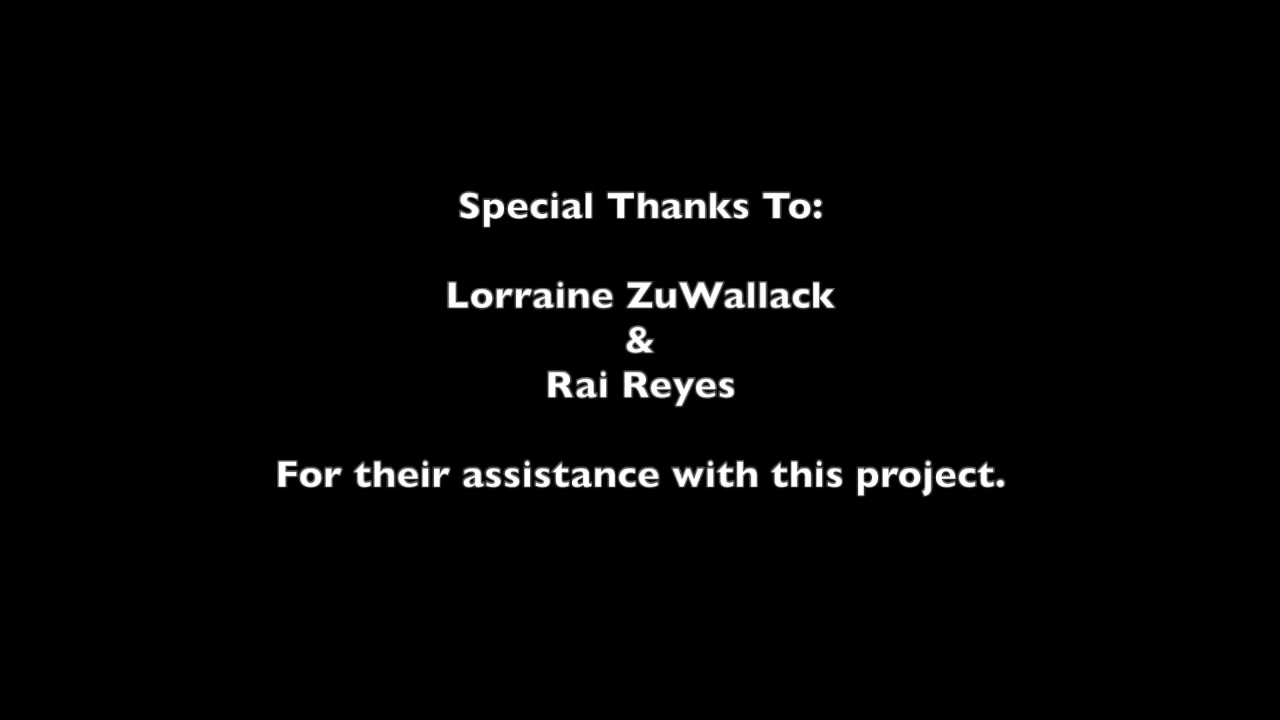 Special Thanks To:
Lorraine ZuWallack
&
Rai Reyes
For their assistance with this project.